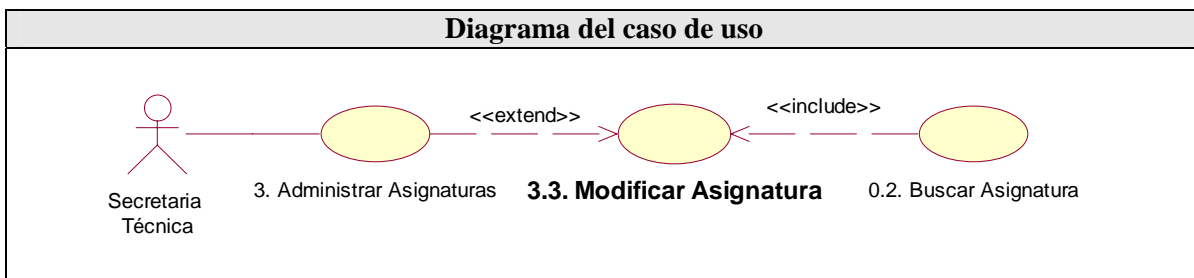 Diagrama del caso de uso
<<extend>>
<<include>>
Secretaria
Técnica
3. Administrar Asignaturas
3.3. Modificar Asignatura
0.2. Buscar Asignatura